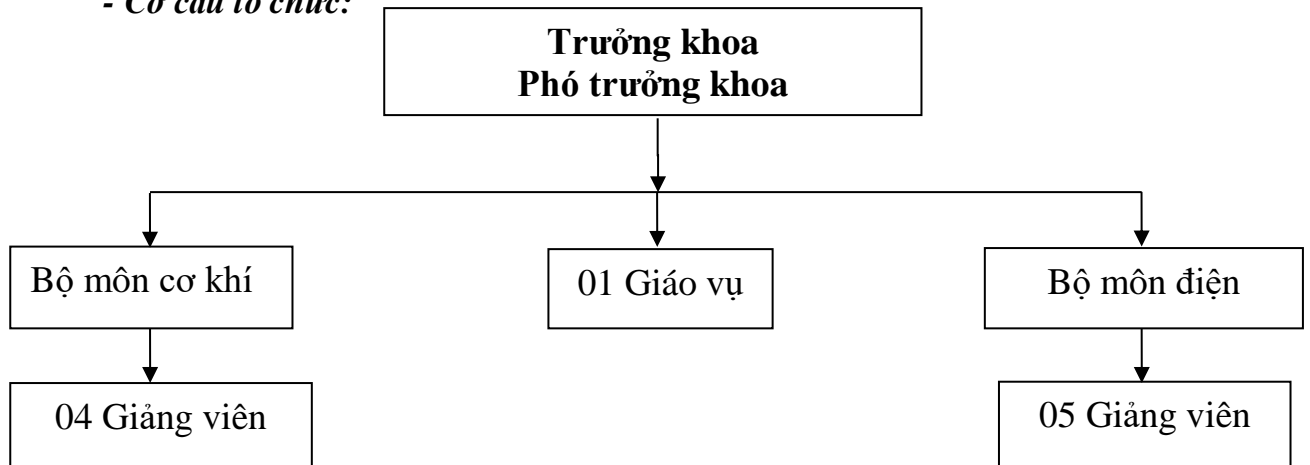 - Cơ cấu tổ chức:
Trưởng khoa
Phó trưởng khoa
Bộ môn cơ khí
01 Giáo vụ
Bộ môn điện
04 Giảng viên
05 Giảng viên